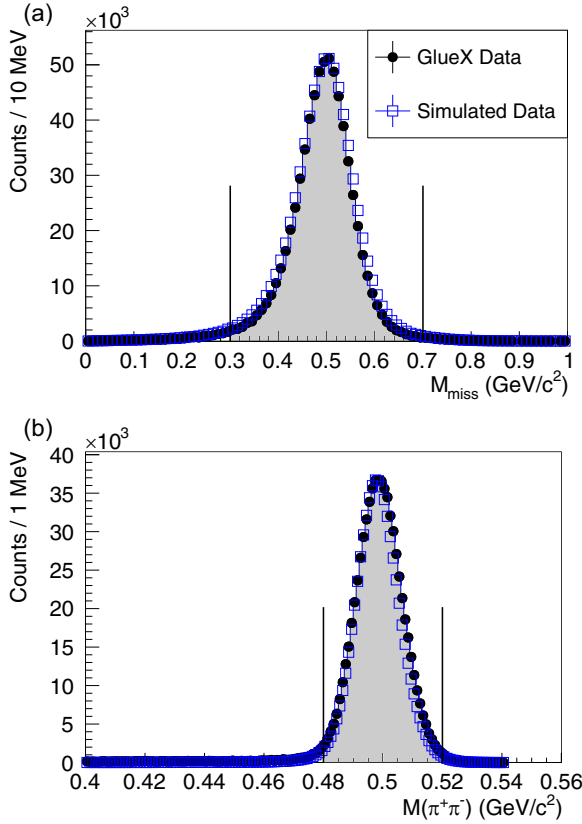 (a)
×10³
Counts / 10 MeV
50
40
30
20
10
0
GlueX Data
Simulated Data
0 0.1 0.2 0.3 0.4 0.5 0.6 0.7 0.8 0.9 1
M_miss (GeV/c²)
(b)
×10³
Counts / 1 MeV
40
35
30
25
20
15
10
5
0
0.4 0.42 0.44 0.46 0.48 0.5 0.52 0.54 0.56
M(π⁺π⁻) (GeV/c²)